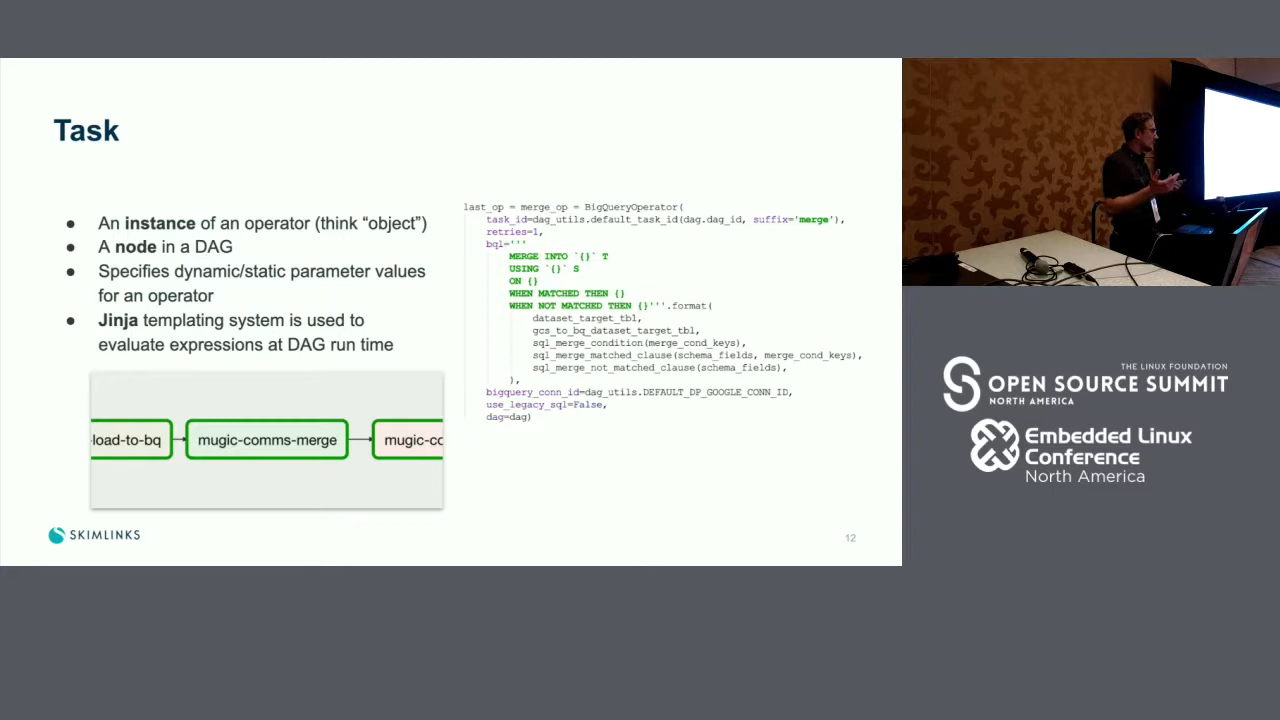 Task
● An instance of an operator (think “object”)
● A node in a DAG
● Specifies dynamic/static parameter values
for an operator
● Jinja templating system is used to
evaluate expressions at DAG run time
load-to-bq
mugic-comms-merge
mugic-co
last_op = merge_op = BigQueryOperator(
task_id=dag_utils.default_task_id(dag.dag_id, suffix='merge'),
retries=1,
bql='''
MERGE INTO `{}` T
USING `{}` S
ON {}
WHEN MATCHED THEN {}
WHEN NOT MATCHED THEN {}'''.format(
dataset_target_tbl,
gcs_to_bq_dataset_target_tbl,
sql_merge_condition(merge_cond_keys),
sql_merge_matched_clause(schema_fields, merge_cond_keys),
sql_merge_not_matched_clause(schema_fields),
),
bigquery_conn_id=dag_utils.DEFAULT_DP_GOOGLE_CONN_ID,
use_legacy_sql=False,
dag=dag)
SKIMLINKS
12
THE LINUX FOUNDATION
OPEN SOURCE SUMMIT
NORTH AMERICA
Embedded Linux
Conference
North America